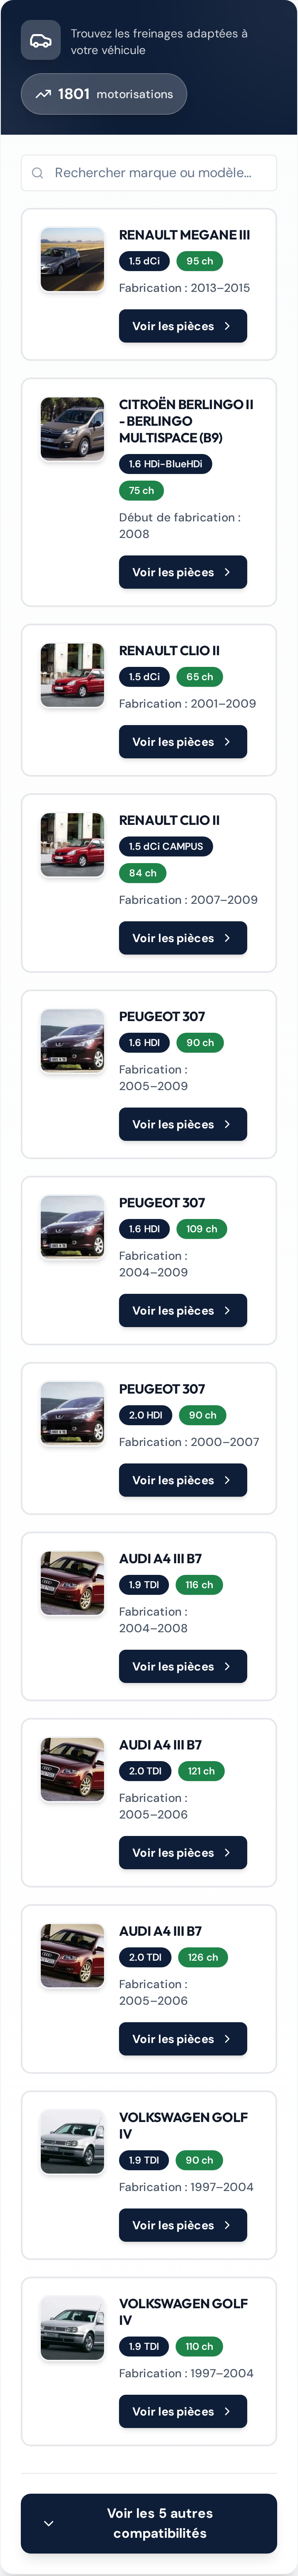 Trouvez les freinages adaptées à
votre véhicule
1801 motorisations
Rechercher marque ou modèle...
RENAULT MEGANE III
1.5 dCi 95 ch
Fabrication : 2013–2015
Voir les pièces
CITROËN BERLINGO II
- BERLINGO
MULTISPACE (B9)
1.6 HDi-BlueHDi
75 ch
Début de fabrication :
2008
Voir les pièces
RENAULT CLIO II
1.5 dCi 65 ch
Fabrication : 2001–2009
Voir les pièces
RENAULT CLIO II
1.5 dCi CAMPUS
84 ch
Fabrication : 2007–2009
Voir les pièces
PEUGEOT 307
1.6 HDI 90 ch
Fabrication :
2005–2009
Voir les pièces
PEUGEOT 307
1.6 HDI 109 ch
Fabrication :
2004–2009
Voir les pièces
PEUGEOT 307
2.0 HDI 90 ch
Fabrication : 2000–2007
Voir les pièces
AUDI A4 III B7
1.9 TDI 116 ch
Fabrication :
2004–2008
Voir les pièces
AUDI A4 III B7
2.0 TDI 121 ch
Fabrication :
2005–2006
Voir les pièces
AUDI A4 III B7
2.0 TDI 126 ch
Fabrication :
2005–2006
Voir les pièces
VOLKSWAGEN GOLF
IV
1.9 TDI 90 ch
Fabrication : 1997–2004
Voir les pièces
VOLKSWAGEN GOLF
IV
1.9 TDI 110 ch
Fabrication : 1997–2004
Voir les pièces
Voir les 5 autres
compatibilités